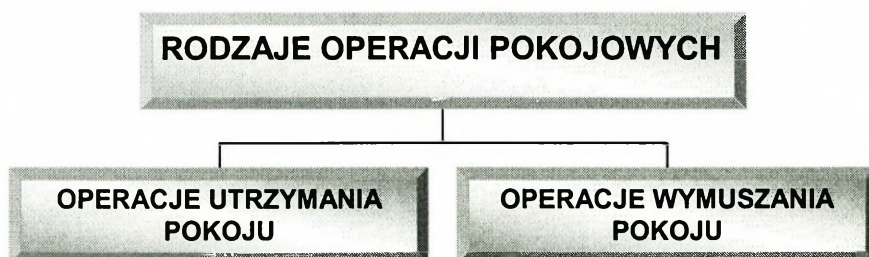 RODZAJE OPERACJI POKOJOWYCH
OPERACJE UTRZYMANIA
POKOJU
OPERACJE WYMUSZANIA
POKOJU